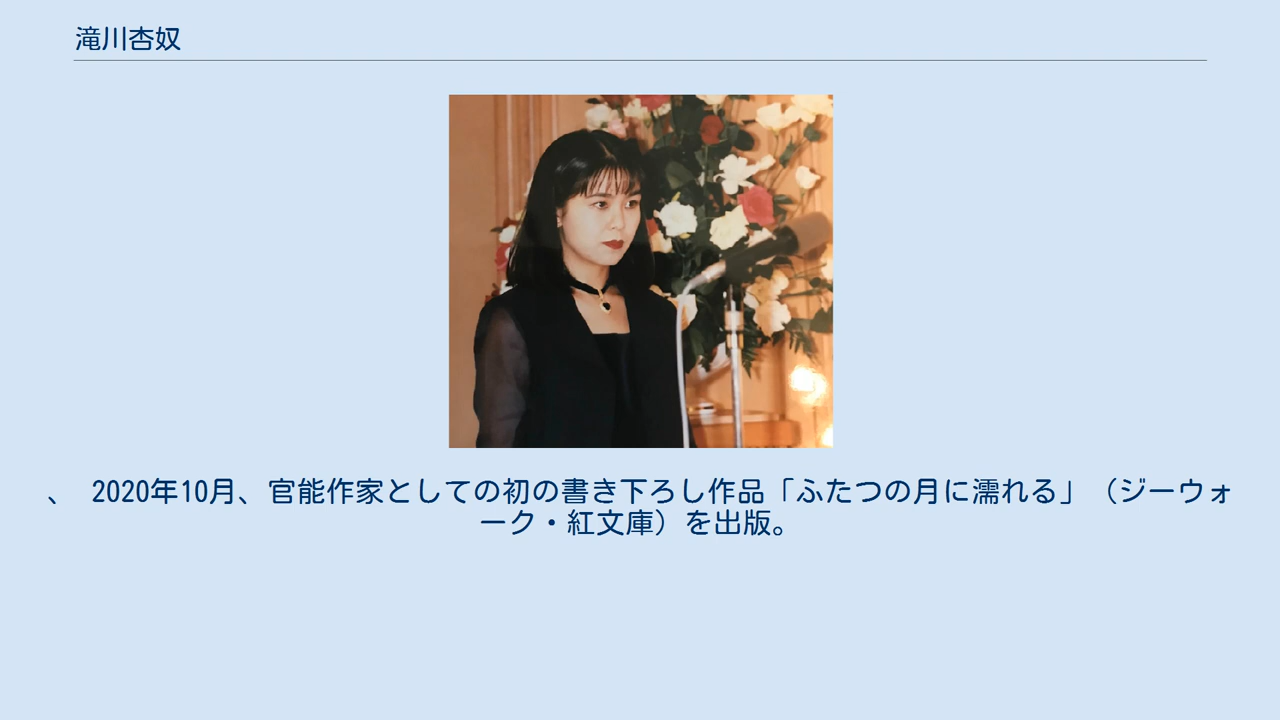 滝川杏奴
、 2020年10月、官能作家としての初の書き下ろし作品「ふたつの月に濡れる」（ジーウォ
ーク・紅文庫）を出版。